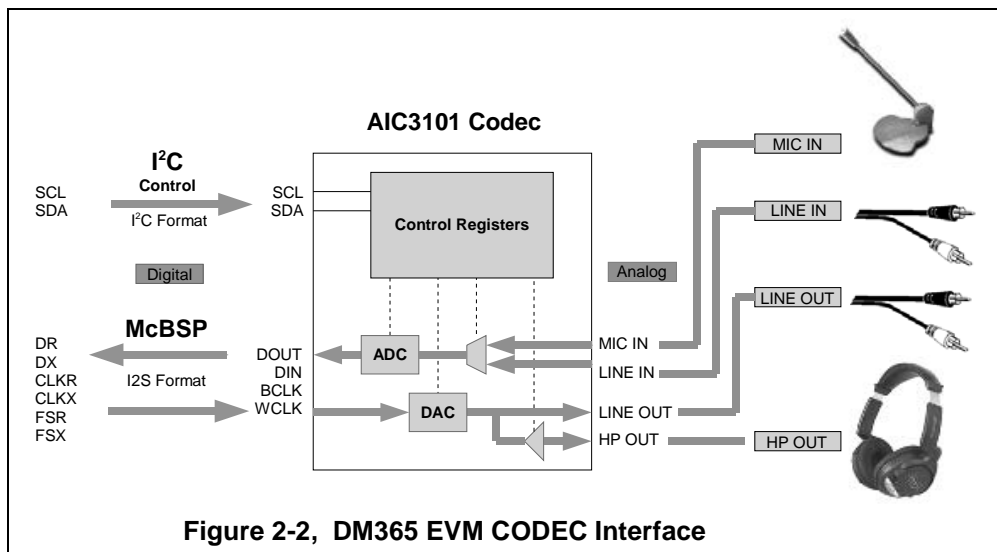 AIC3101 Codec
I²C
Control
SCL
SDA
I²C Format
SCL
SDA
Control Registers
Digital
Analog
McBSP
DR
DX
CLKR
CLKX
FSR
FSX
I2S Format
DOUT
DIN
BCLK
WCLK
ADC
DAC
MIC IN
LINE IN
LINE OUT
HP OUT
MIC IN
LINE IN
LINE OUT
HP OUT
Figure 2-2, DM365 EVM CODEC Interface